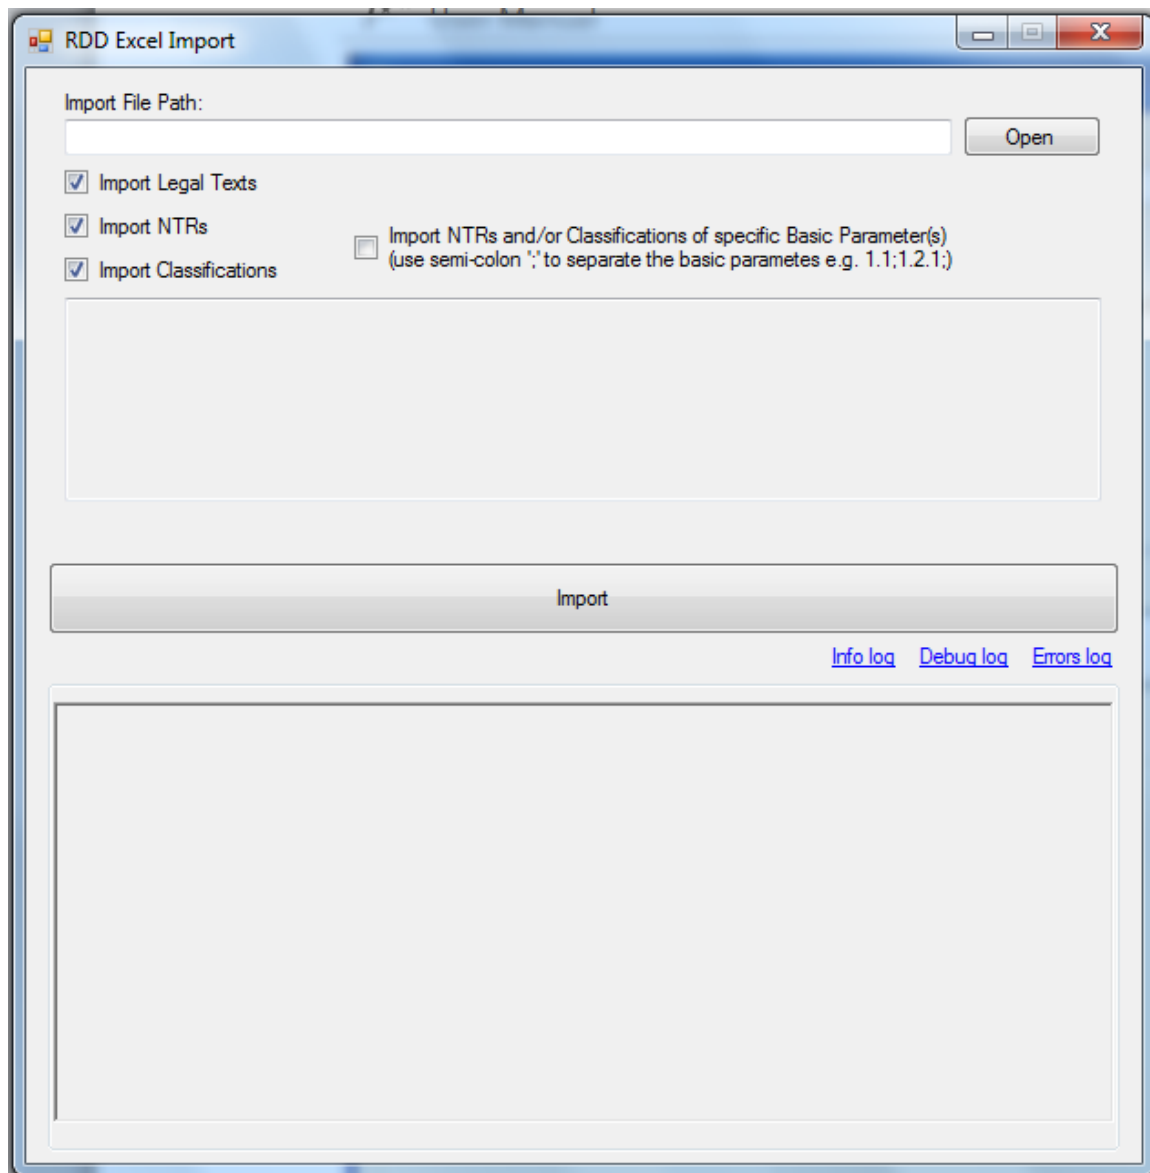 RDD Excel Import
Import File Path:
Open
Import Legal Texts
Import NTRs
Import Classifications
Import NTRs and/or Classifications of specific Basic Parameter(s)
(use semi-colon ';' to separate the basic parametes e.g. 1.1;1.2.1;)
Import
Info log Debug log Errors log